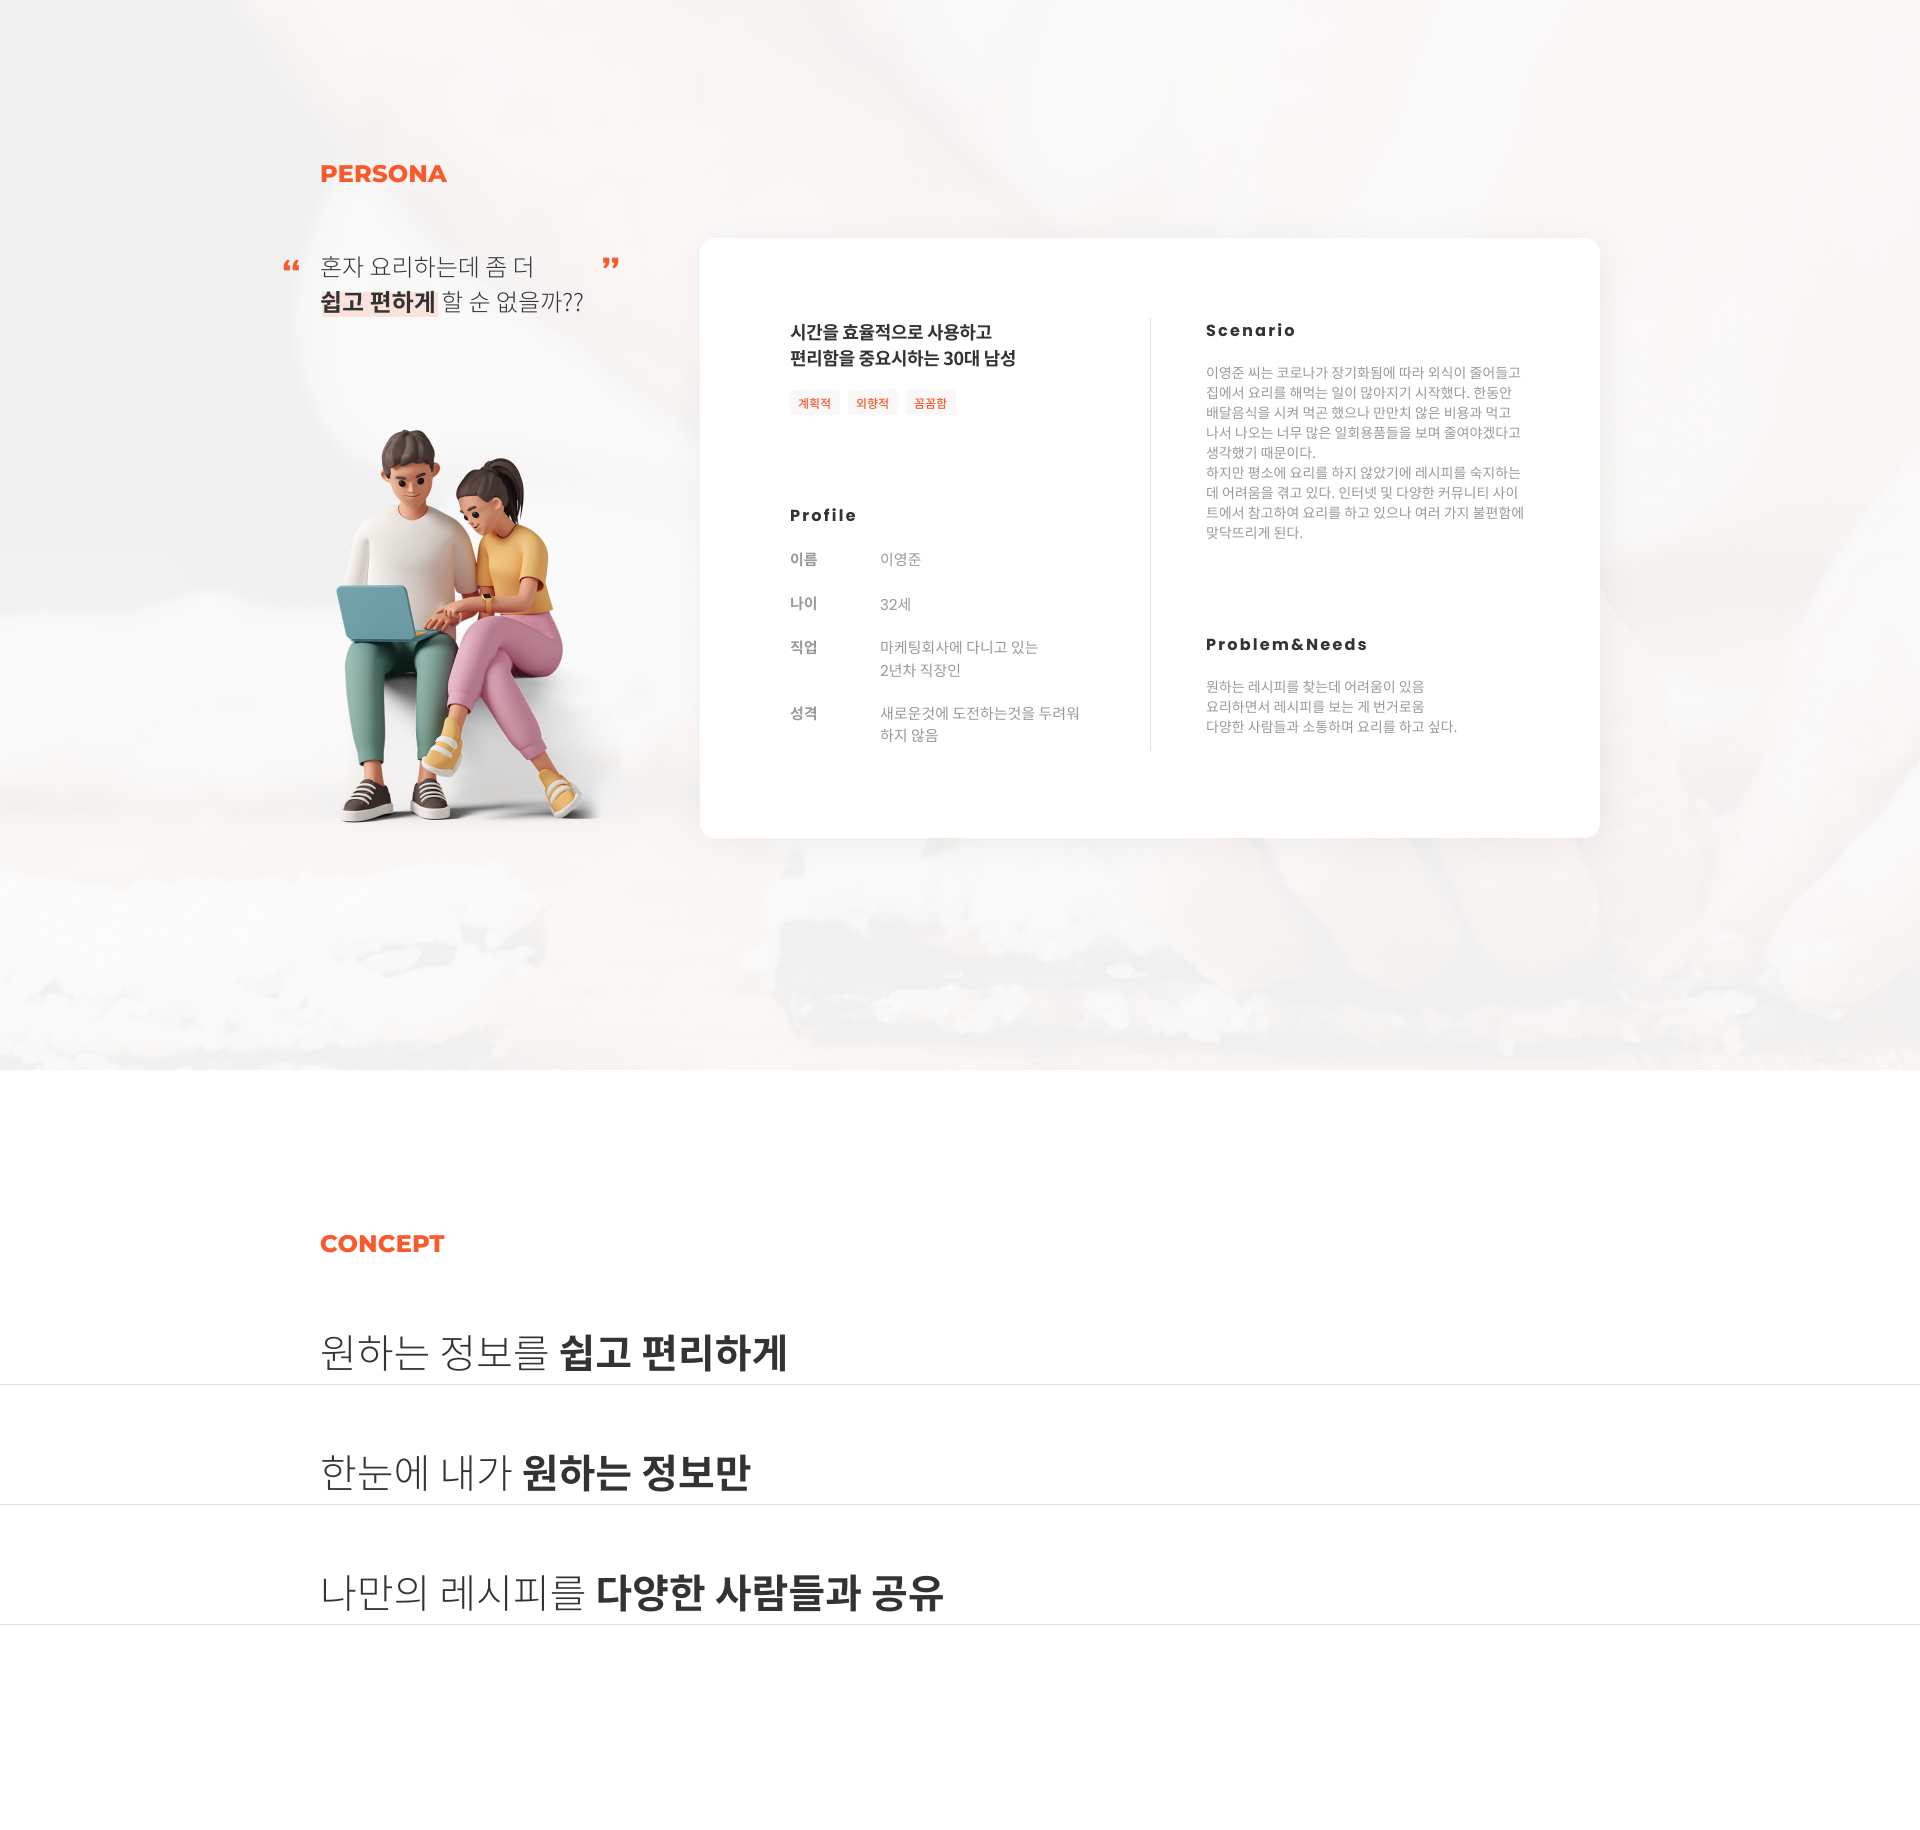 PERSONA
“ 혼자 요리하는데 좀 더 ”
쉽고 편하게 할 순 없을까??
시간을 효율적으로 사용하고
편리함을 중요시하는 30대 남성
계획적 외향적 꼼꼼함
Profile
이름 이영준
나이 32세
직업 마케팅회사에 다니고 있는
2년차 직장인
성격 새로운것에 도전하는것을 두려워
하지 않음
Scenario
이영준 씨는 코로나가 장기화됨에 따라 외식이 줄어들고
집에서 요리를 해먹는 일이 많아지기 시작했다. 한동안
배달음식을 시켜 먹곤 했으나 만만치 않은 비용과 먹고
나서 나오는 너무 많은 일회용품들을 보며 줄여야겠다고
생각했기 때문이다.
하지만 평소에 요리를 하지 않았기에 레시피를 숙지하는
데 어려움을 겪고 있다. 인터넷 및 다양한 커뮤니티 사이
트에서 참고하여 요리를 하고 있으나 여러 가지 불편함에
맞닥뜨리게 된다.
Problem&Needs
원하는 레시피를 찾는데 어려움이 있음
요리하면서 레시피를 보는 게 번거로움
다양한 사람들과 소통하며 요리를 하고 싶다.
CONCEPT
원하는 정보를 쉽고 편리하게
한눈에 내가 원하는 정보만
나만의 레시피를 다양한 사람들과 공유